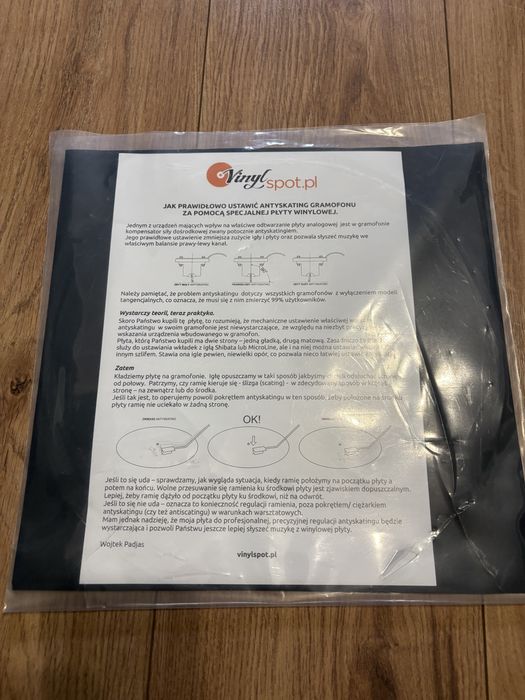 Vinyl spot.pl
JAK PRAWIDŁOWO USTAWIĆ ANTYSKATING GRAMOFONU
ZA POMOCĄ SPECJALNEJ PŁYTY WINYLOWEJ.
Jednym z urządzeń mających wpływ na właściwe odtwarzanie płyty analogowej jest w gramofonie
kompensator siły dośrodkowej zwany potocznie antyskatingiem.
Jego prawidłowe ustawienie zmniejsza zużycie igły i płyty oraz pozwala słyszeć muzykę we
właściwym balansie prawy-lewy kanał.
Należy pamiętać, że problem antyskatingu dotyczy wszystkich gramofonów z wyłączeniem modeli
tangencjalnych, co oznacza, że musi się z nim zmierzyć 99% użytkowników.
Wystarczy teorii, teraz praktyka.
Skoro Państwo kupili tę płytę, to rozumieją, że mechaniczne ustawienie właściwej
antyskatingu w swoim gramofonie jest niewystarczające, ze względu na niezbyt
wskazania urządzenia wbudowanego w gramofon.
Płyta, którą Państwo kupili ma dwie strony – jedną gładką, drugą matową. Zasadniczo
służy do ustawiania wkładek z igłą Shibata lub MicroLine, ale i na niej można ustawiać
innym szlifem. Stawia ona igle pewien, niewielki opór, co pozwala nieco łatwiej
Zatem
Kładziemy płytę na gramofonie. Igłę opuszczamy w taki sposób jakbyśmy
od połowy. Patrzymy, czy ramię kieruje się - ślizga (scating) - w zdecydowany sposób w
stronę – na zewnątrz lub do środka.
Jeśli tak jest, to operujemy powoli pokrętłem antyskatingu w ten sposób, żeby położone na środku
płyty ramię nie uciekało w żadną stronę.
OK!
Jeśli to się uda – sprawdzamy, jak wygląda sytuacja, kiedy ramię położymy na początku płyty a
potem na końcu. Wolne przesuwanie się ramienia ku środkowi płyty jest zjawiskiem dopuszczalnym.
Lepiej, żeby ramię dążyło od początku płyty ku środkowi, niż na odwrót.
Jeśli to się nie uda – oznacza to konieczność regulacji ramienia, poza pokrętłem/ ciężarkiem
antyskatingu (czy też antiscatingu) w warunkach warsztatowych.
Mam jednak nadzieję, że moja płyta do profesjonalnej, precyzyjnej regulacji antyskatingu będzie
wystarczająca i pozwoli Państwu jeszcze lepiej słyszeć muzykę z winylowej płyty.
Wojtek Padjas
vinylspot.pl